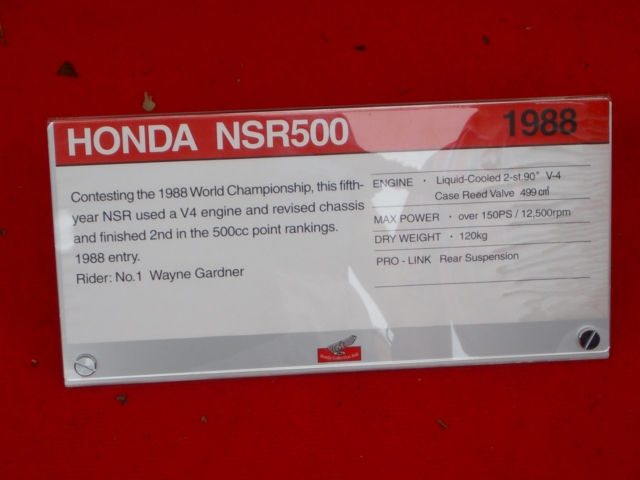 HONDA NSR500 1988
Contesting the 1988 World Championship, this fifth-
year NSR used a V4 engine and revised chassis
and finished 2nd in the 500cc point rankings.
1988 entry.
Rider: No.1 Wayne Gardner
ENGINE · Liquid-Cooled 2-st.90° V-4
Case Reed Valve 499㎤
MAX POWER · over 150PS / 12,500rpm
DRY WEIGHT · 120kg
PRO - LINK Rear Suspension